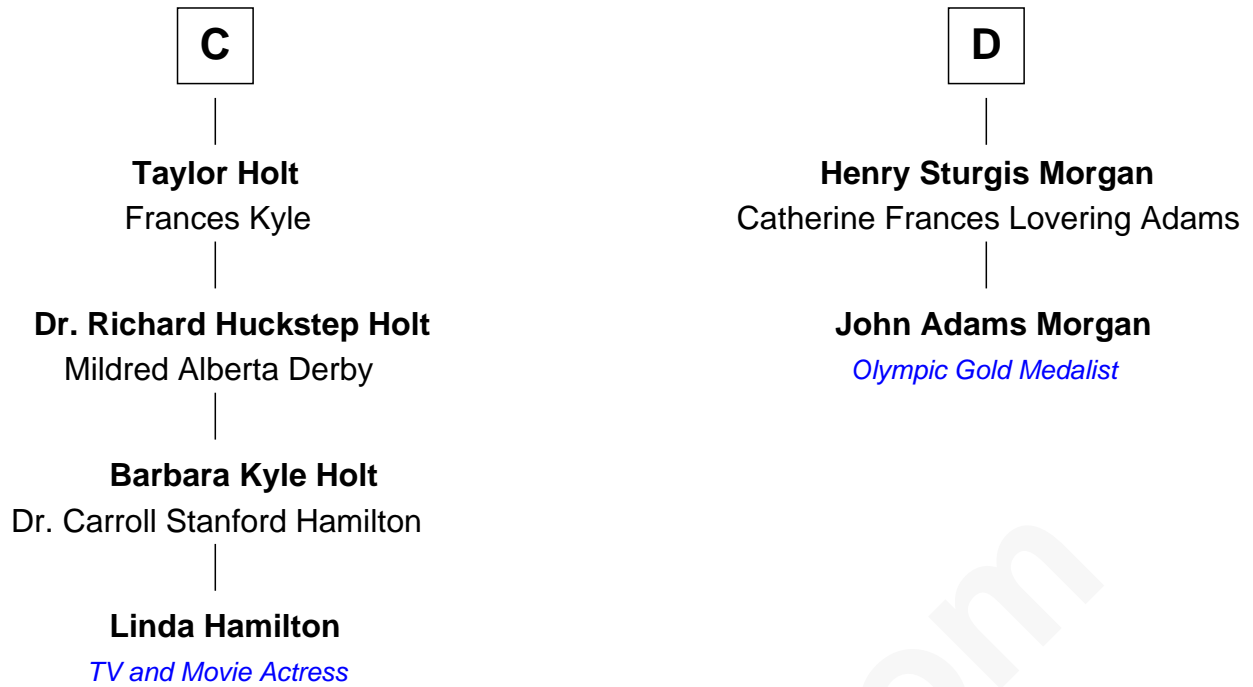 C
Taylor Holt
Frances Kyle
Dr. Richard Huckstep Holt
Mildred Alberta Derby
Barbara Kyle Holt
Dr. Carroll Stanford Hamilton
Linda Hamilton
TV and Movie Actress
D
Henry Sturgis Morgan
Catherine Frances Lovering Adams
John Adams Morgan
Olympic Gold Medalist
om